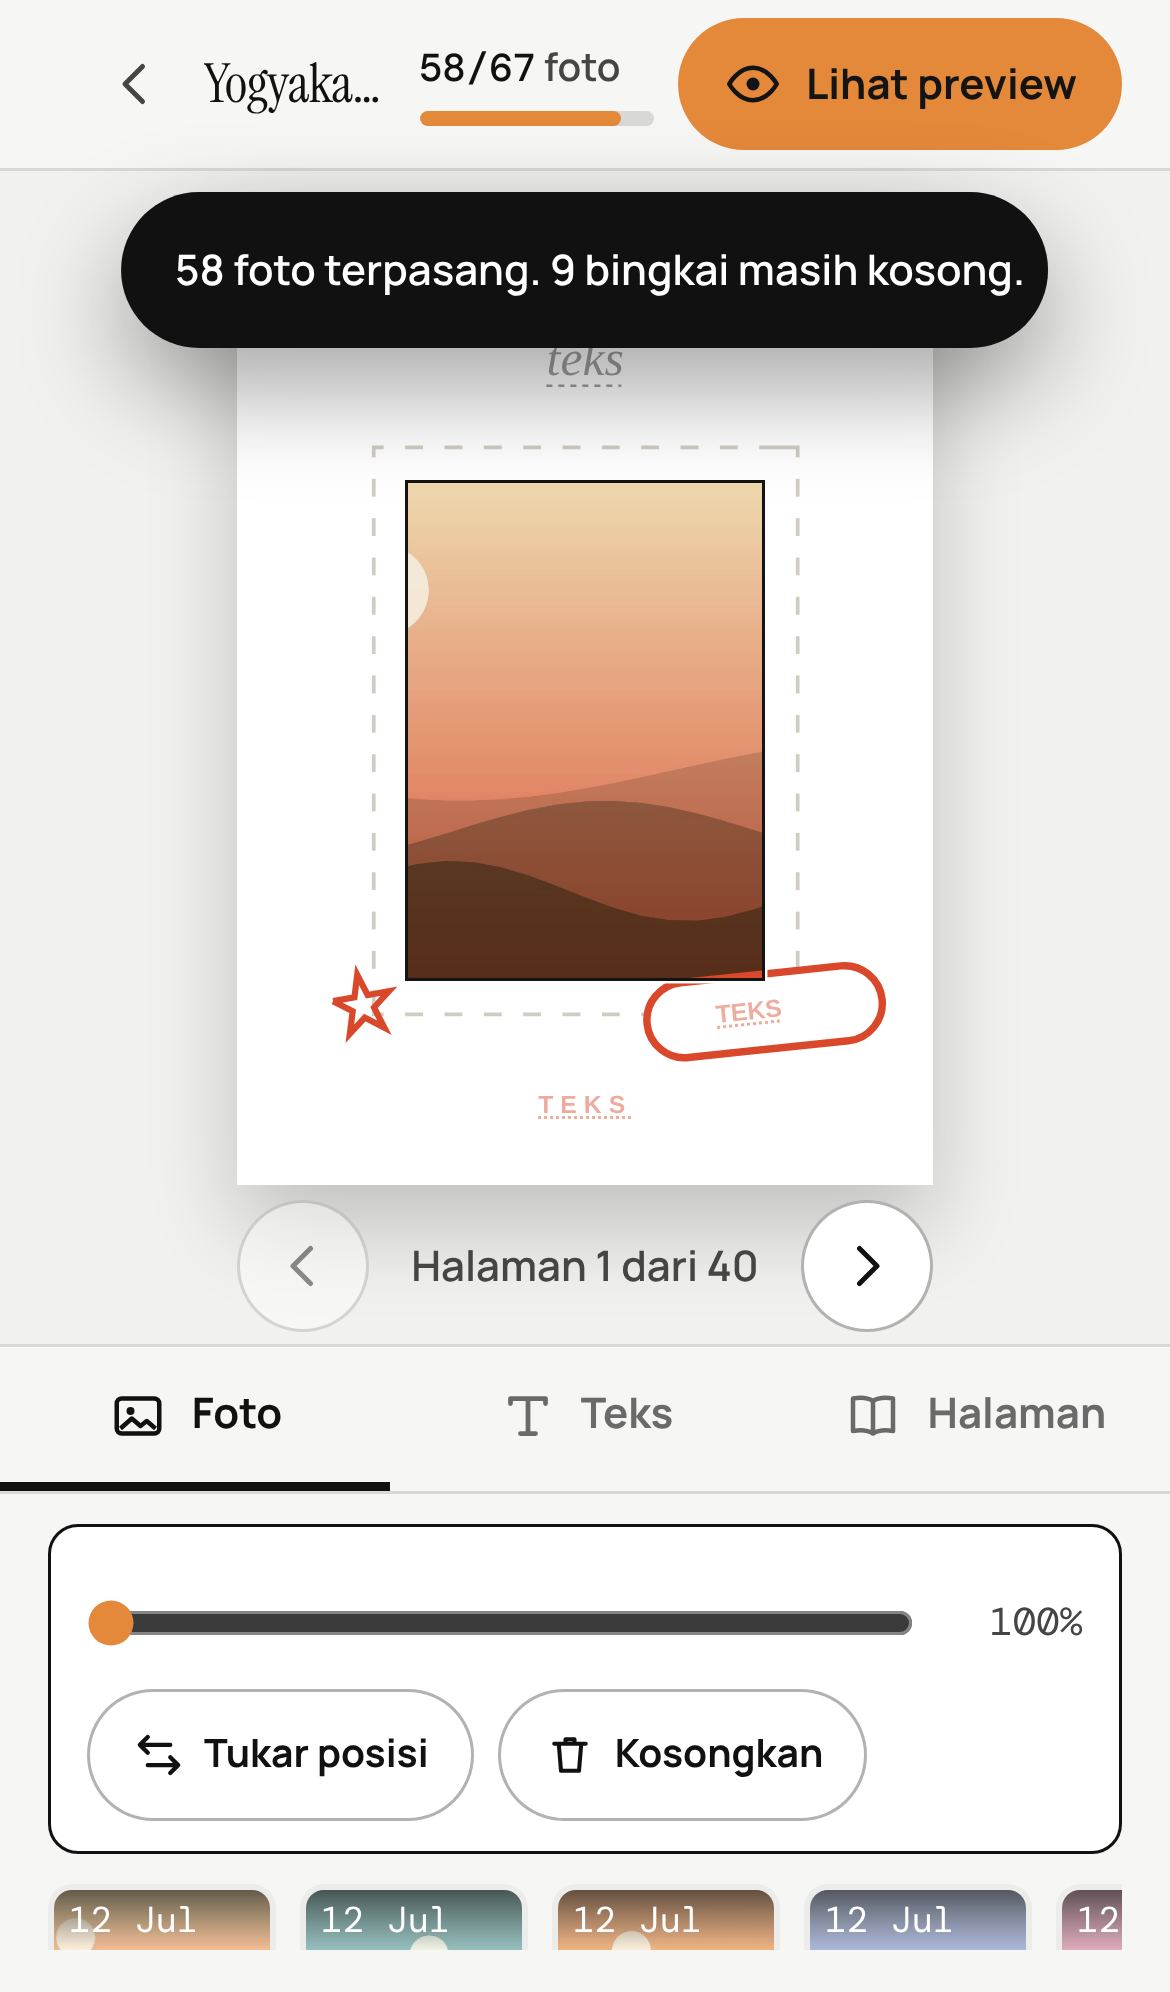 Yogyaka...
58/67 foto
Lihat preview
58 foto terpasang. 9 bingkai masih kosong.
teks
TEKS
TEKS
Halaman 1 dari 40
Foto
Teks
Halaman
100%
Tukar posisi
Kosongkan
12 Jul
12 Jul
12 Jul
12 Jul
12